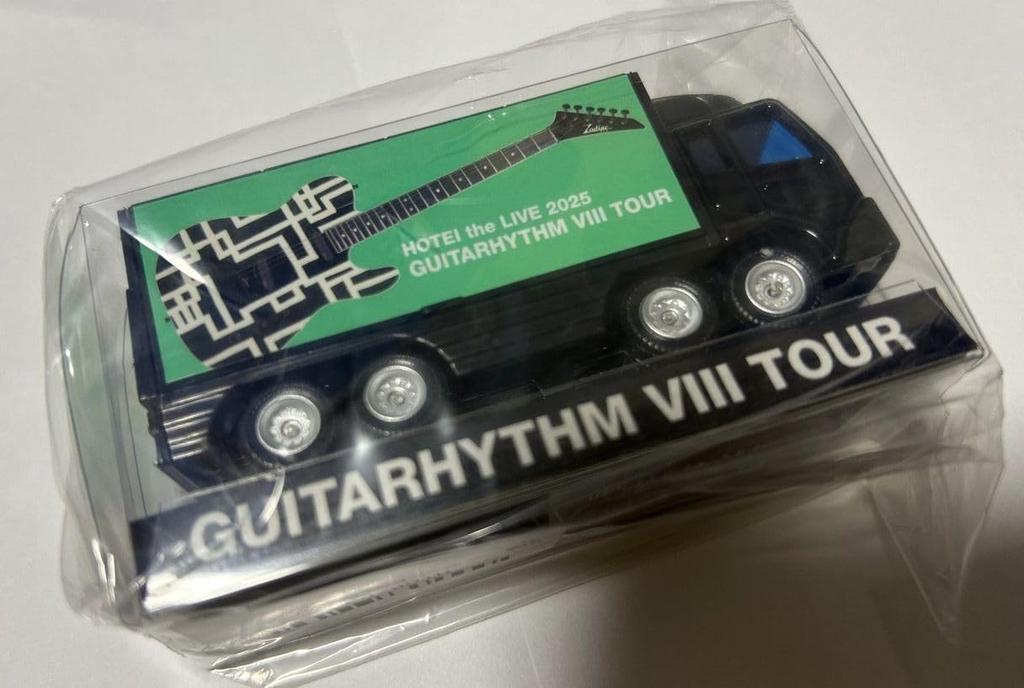 Zodiac
HOTEI the LIVE 2025
GUITARHYTHM VIII TOUR
GUITARHYTHM VIII TOUR